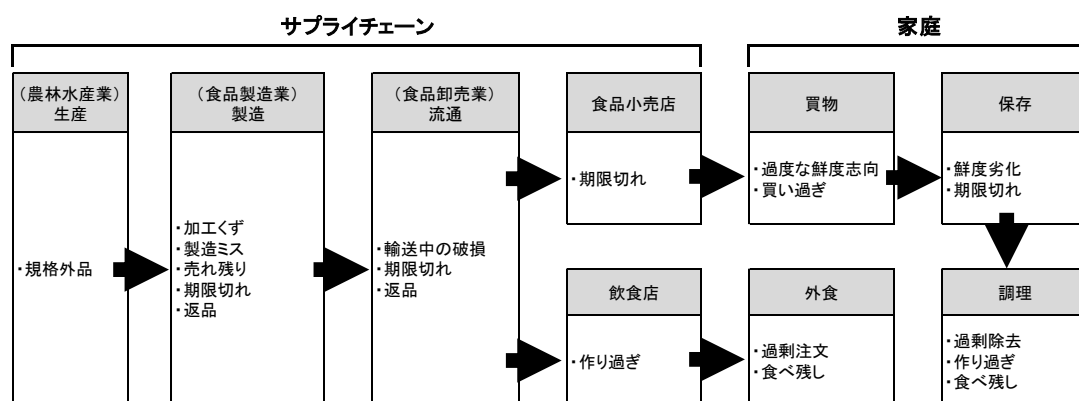 サプライチェーン
家庭
（農林水産業）
生産
・規格外品
（食品製造業）
製造
・加工くず
・製造ミス
・売れ残り
・期限切れ
・返品
（食品卸売業）
流通
・輸送中の破損
・期限切れ
・返品
食品小売店
・期限切れ
買物
・過度な鮮度志向
・買い過ぎ
保存
・鮮度劣化
・期限切れ
飲食店
・作り過ぎ
外食
・過剰注文
・食べ残し
調理
・過剰除去
・作り過ぎ
・食べ残し